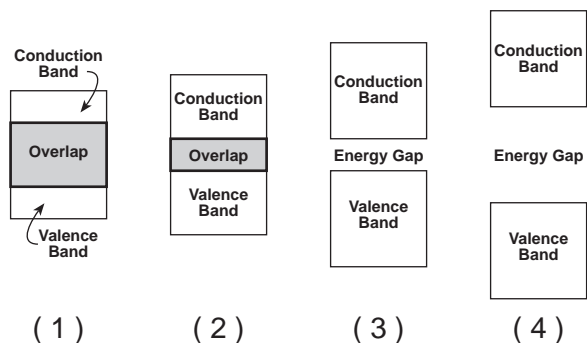 Conduction
Band
Overlap
Valence
Band
( 1 )
Conduction
Band
Overlap
Valence
Band
( 2 )
Conduction
Band
Energy Gap
Valence
Band
( 3 )
Conduction
Band
Energy Gap
Valence
Band
( 4 )